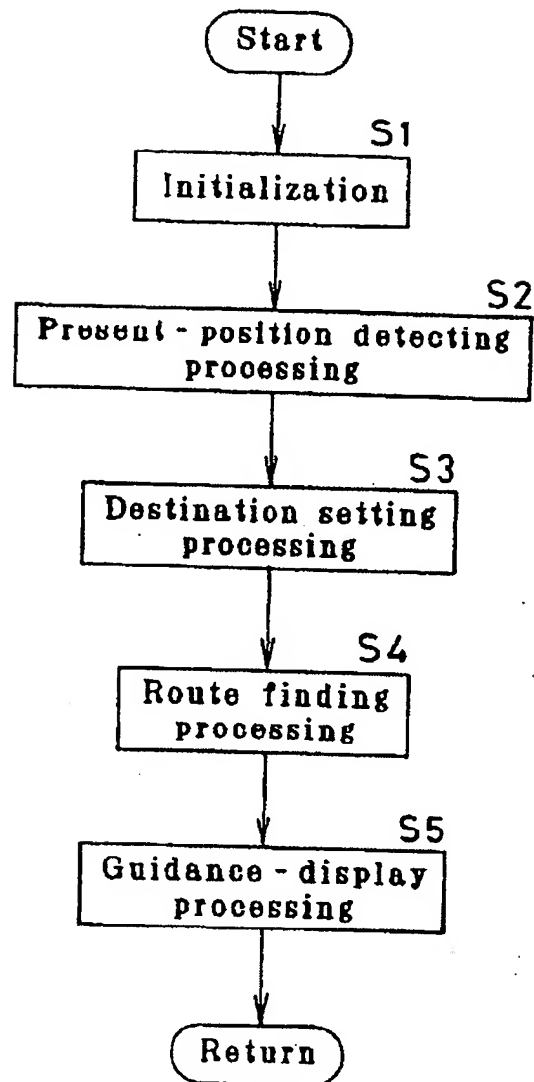 Start
S1
Initialization
S2
Present - position detecting
processing
S3
Destination setting
processing
S4
Route finding
processing
S5
Guidance - display
processing
Return